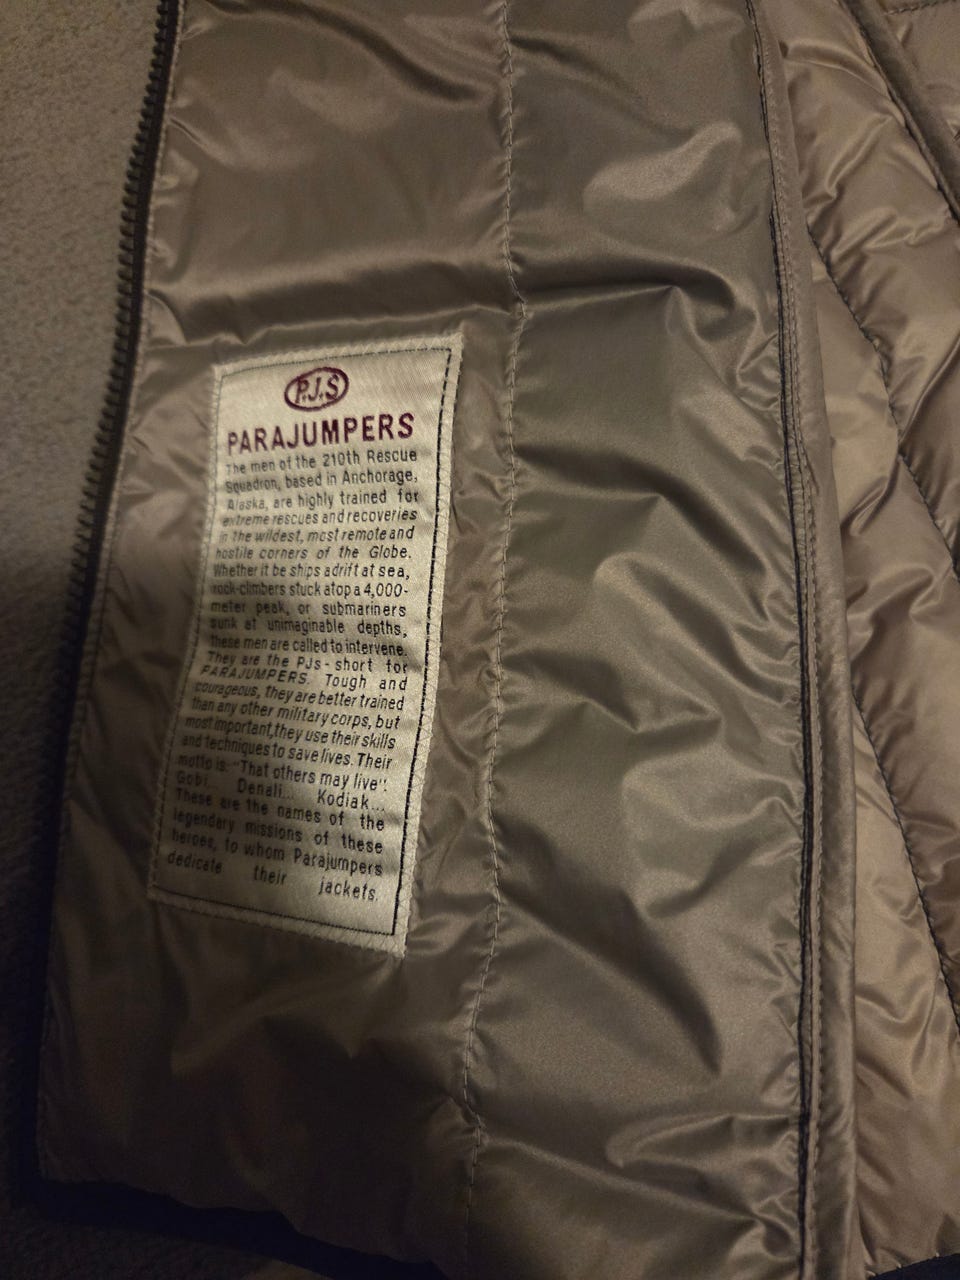 P.J.S
PARAJUMPERS
The men of the 210th Rescue
Squadron, based in Anchorage,
Alaska, are highly trained for
extreme rescues and recoveries
in the wildest, most remote and
hostile corners of the Globe.
Whether it be ships adrift at sea,
rock-climbers stuck atop a 4,000-
meter peak, or submariners
sunk at unimaginable depths,
these men are called to intervene.
They are the PJs - short for
PARAJUMPERS. Tough and
courageous, they are better trained
than any other military corps, but
most important, they use their skills
and techniques to save lives. Their
motto is: "That others may live".
Gobi... Denali... Kodiak...
These are the names of the
legendary missions of these
heroes, to whom Parajumpers
dedicate their jackets.